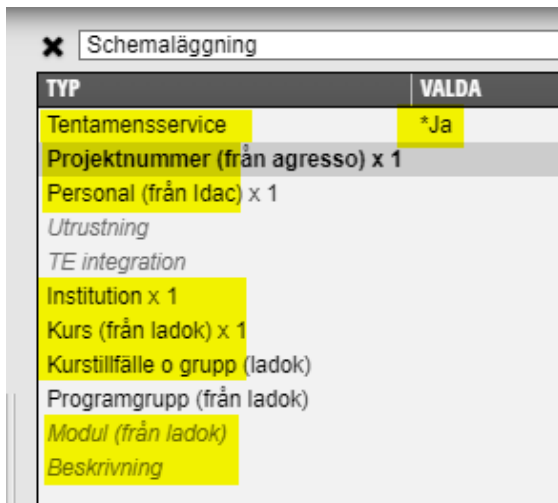 Schemaläggning
TYP VALDA
Tentamensservice *Ja
Projektnummer (från agresso) x 1
Personal (från Idac) x 1
Utrustning
TE integration
Institution x 1
Kurs (från ladok) x 1
Kurstillfälle o grupp (ladok)
Programgrupp (från ladok)
Modul (från ladok)
Beskrivning